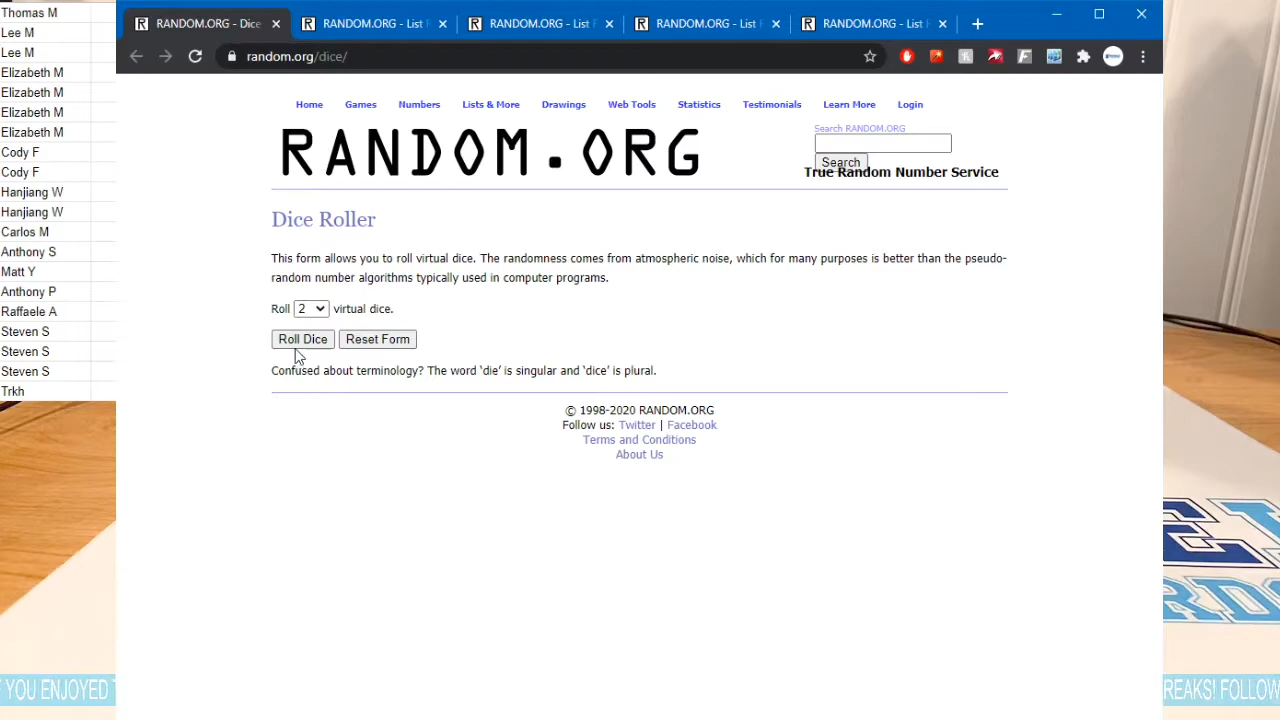 Thomas M
Lee M
Lee M
Elizabeth M
Elizabeth M
Elizabeth M
Elizabeth M
Cody F
Cody F
Hanjiang W
Hanjiang W
Carlos M
Anthony S
Matt Y
Anthony P
Raffaele A
Steven S
Steven S
Steven S
Trkh
RANDOM.ORG - Dice
RANDOM.ORG - List
RANDOM.ORG - List
RANDOM.ORG - List
RANDOM.ORG - List
random.org/dice/
Home Games Numbers Lists & More Drawings Web Tools Statistics Testimonials Learn More Login
RANDOM.ORG
Search RANDOM.ORG
Search
True Random Number Service
Dice Roller
This form allows you to roll virtual dice. The randomness comes from atmospheric noise, which for many purposes is better than the pseudo-
random number algorithms typically used in computer programs.
Roll 2 virtual dice.
Roll Dice Reset Form
Confused about terminology? The word ‘die’ is singular and ‘dice’ is plural.
© 1998-2020 RANDOM.ORG
Follow us: Twitter | Facebook
Terms and Conditions
About Us
YOU ENJOYED
REAKS! FOLLOW